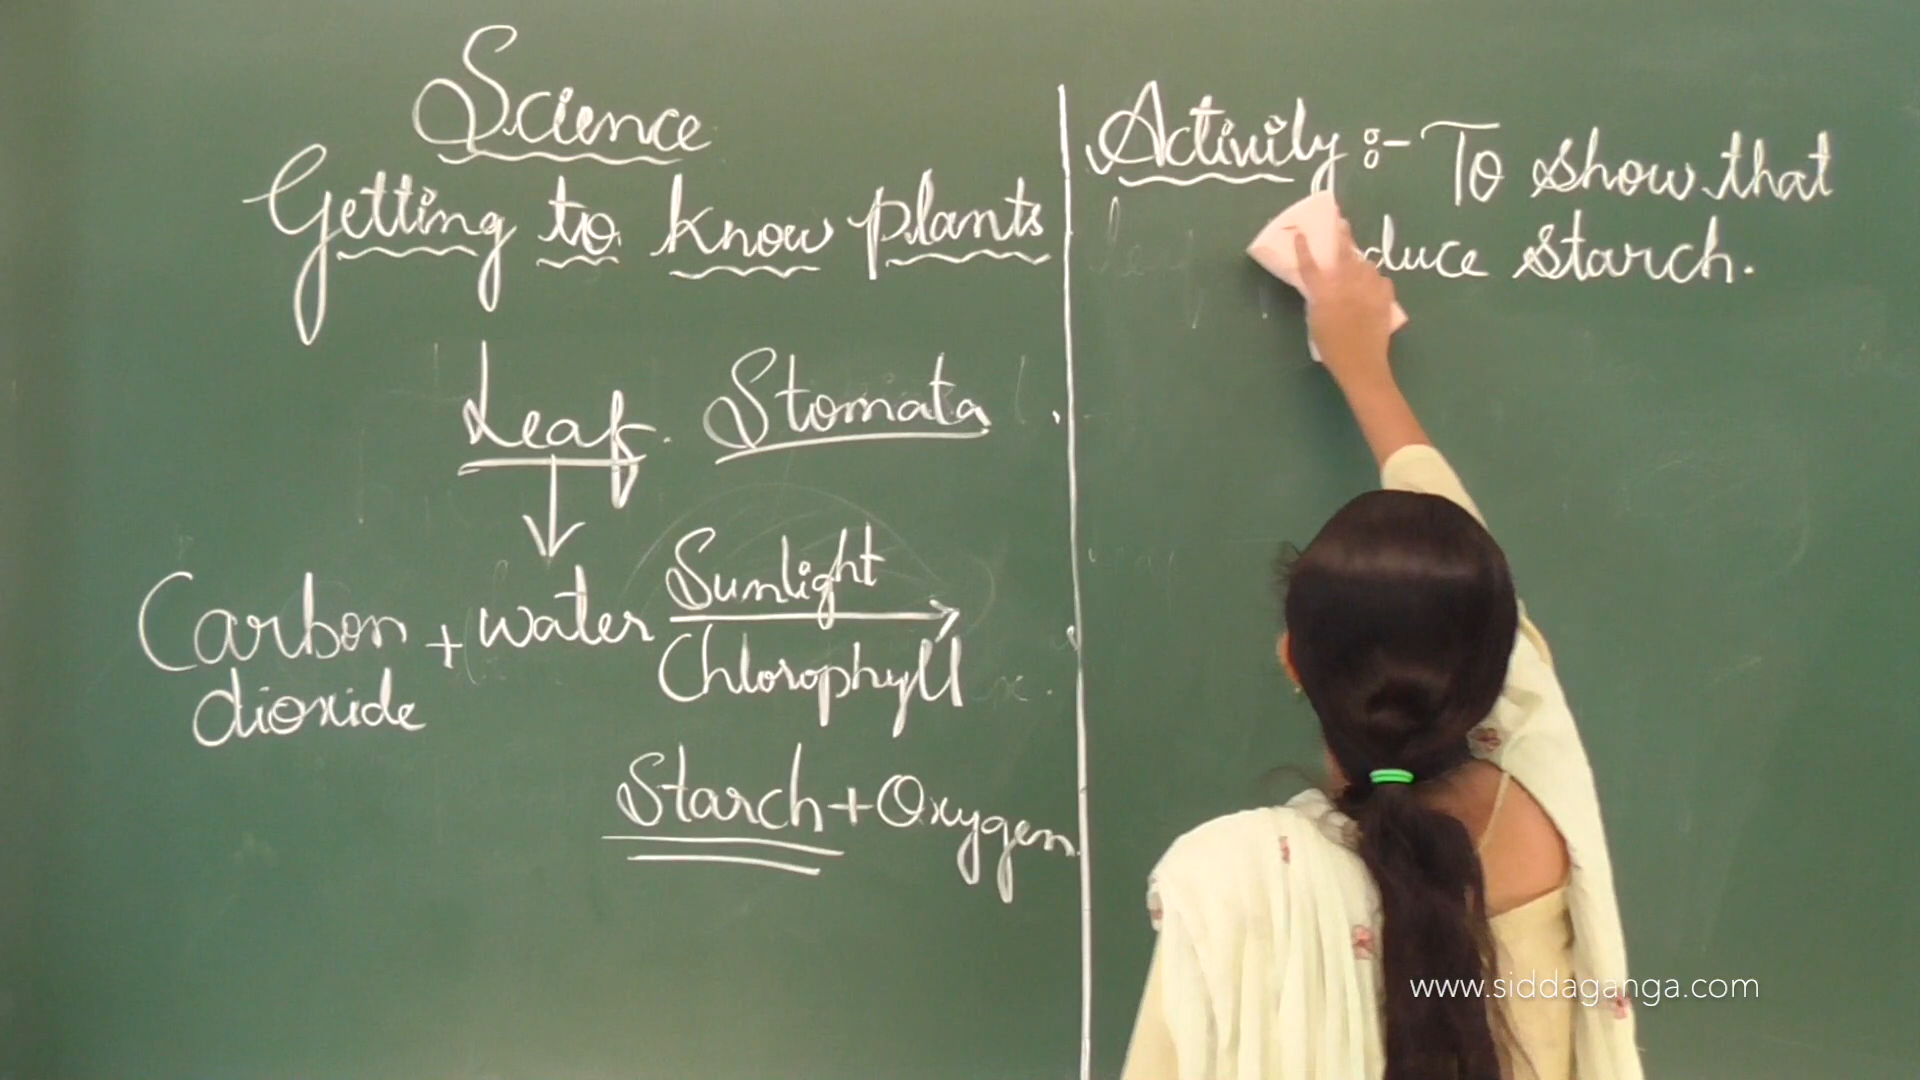 Science
Getting to know plants
Leaf. Stomata
Sunlight
Carbon + water
dioxide
Chlorophyll
Starch + Oxygen
Activity :- To show that
duce starch.
www.siddaganga.com